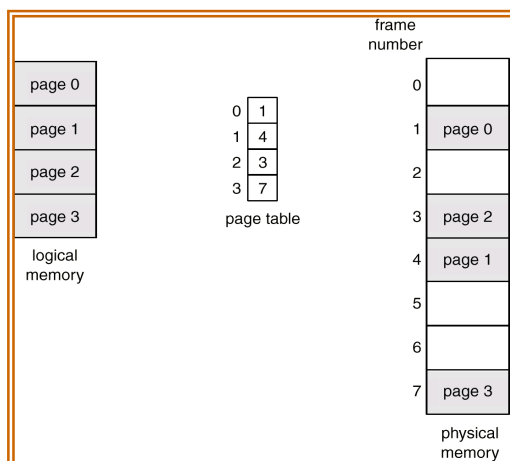 frame
number
page 0
page 1
page 2
page 3
logical
memory
0 1
1 4
2 3
3 7
page table
0
1 page 0
2
3 page 2
4 page 1
5
6
7 page 3
physical
memory